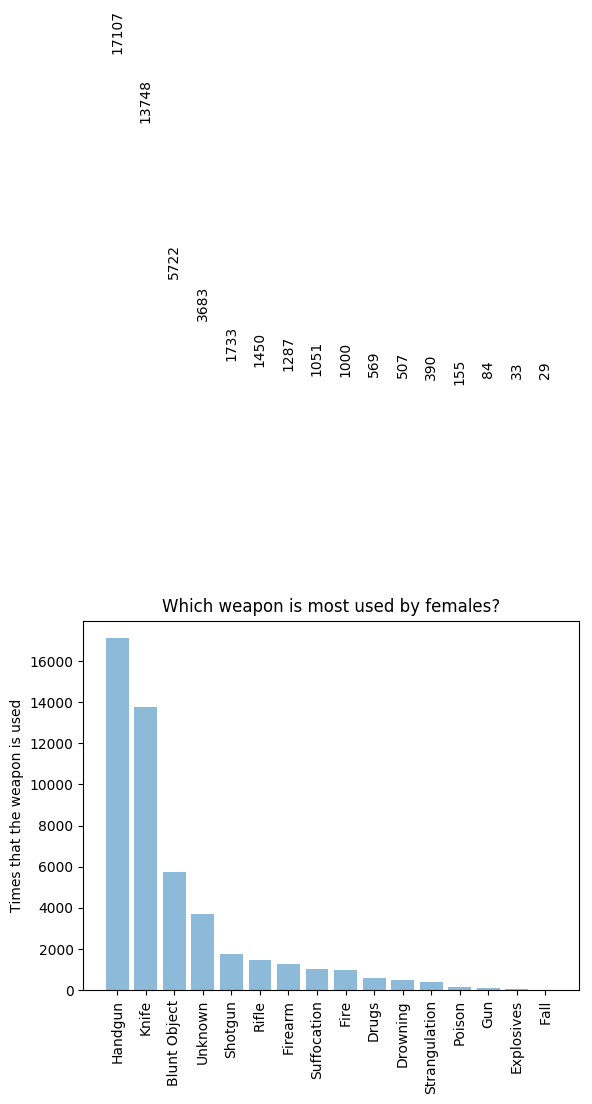 17107
13748
5722
3683
1733
1450
1287
1051
1000
569
507
390
155
84
33
29
Which weapon is most used by females?
Times that the weapon is used
16000
14000
12000
10000
8000
6000
4000
2000
0
Handgun
Knife
Blunt Object
Unknown
Shotgun
Rifle
Firearm
Suffocation
Fire
Drugs
Drowning
Strangulation
Poison
Gun
Explosives
Fall